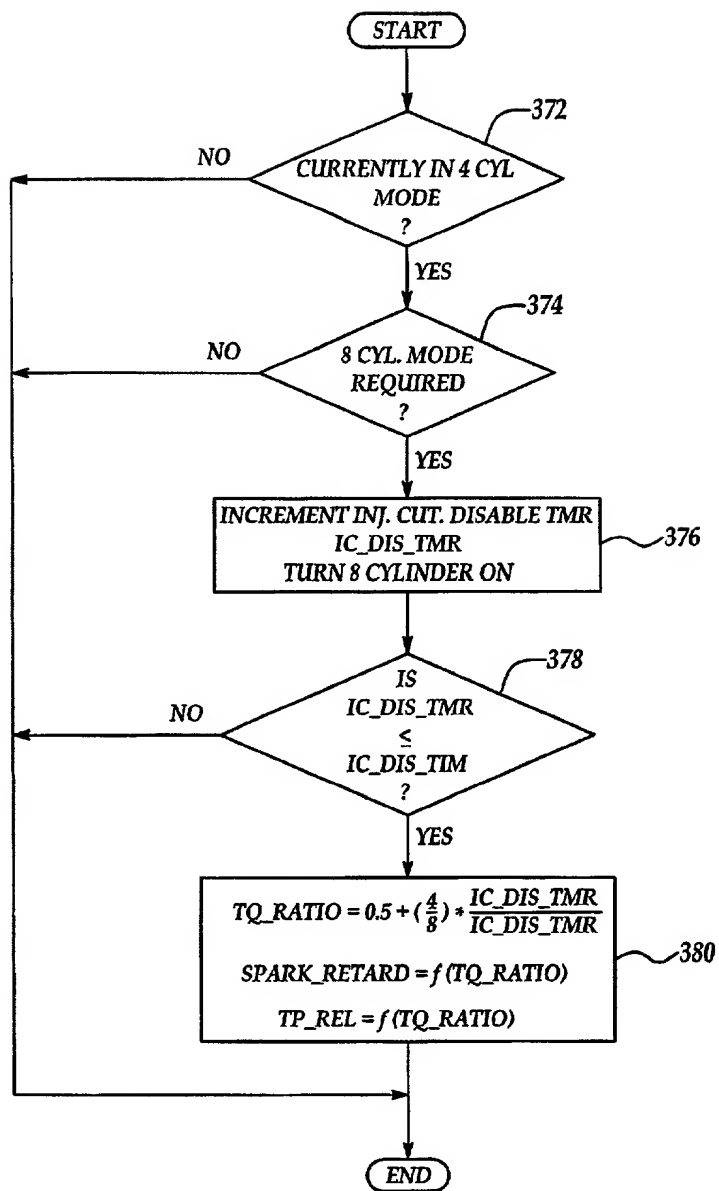 START
372
NO
CURRENTLY IN 4 CYL
MODE
?
YES
374
NO
8 CYL. MODE
REQUIRED
?
YES
INCREMENT INJ. CUT. DISABLE TMR
IC_DIS_TMR
TURN 8 CYLINDER ON
376
378
NO
IS
IC_DIS_TMR
≤
IC_DIS_TIM
?
YES
TQ_RATIO = 0.5 + (4/8) * IC_DIS_TMR/IC_DIS_TMR
SPARK_RETARD = f (TQ_RATIO)
TP_REL = f (TQ_RATIO)
380
END